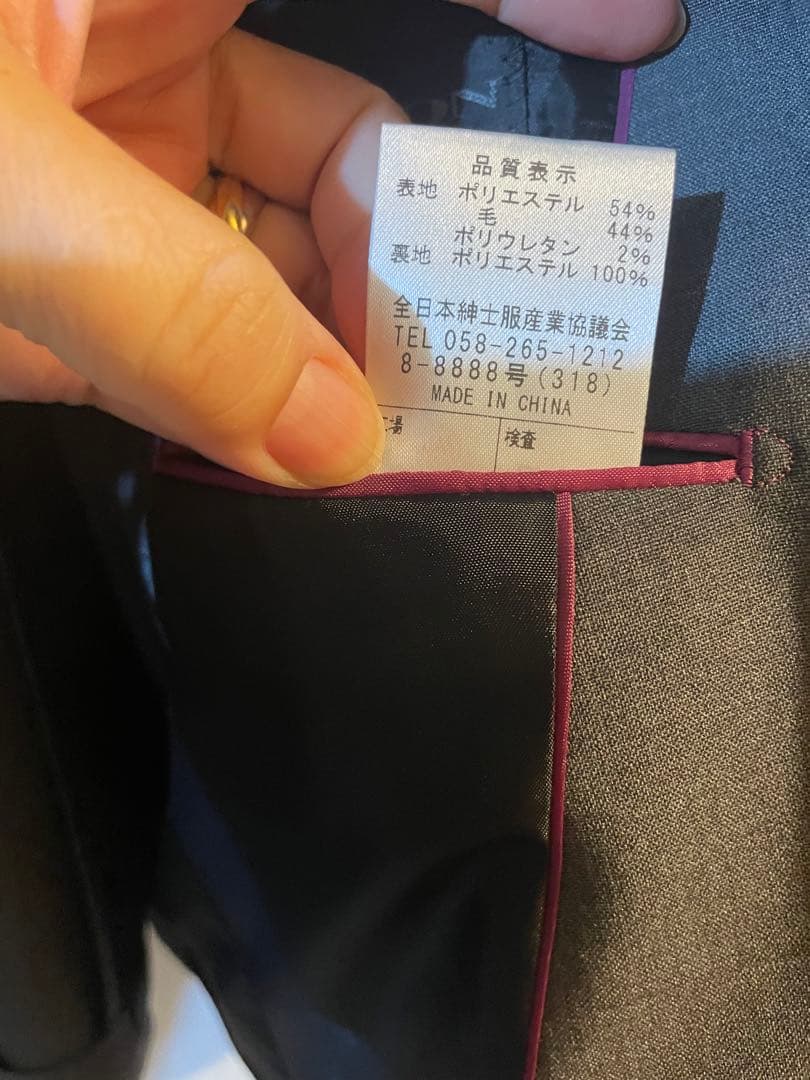 品質表示
表地 ポリエステル 54%
毛 44%
ポリウレタン 2%
裏地 ポリエステル 100%
全日本紳士服産業協議会
TEL 058-265-1212
8-8888号(318)
MADE IN CHINA
工場 検査